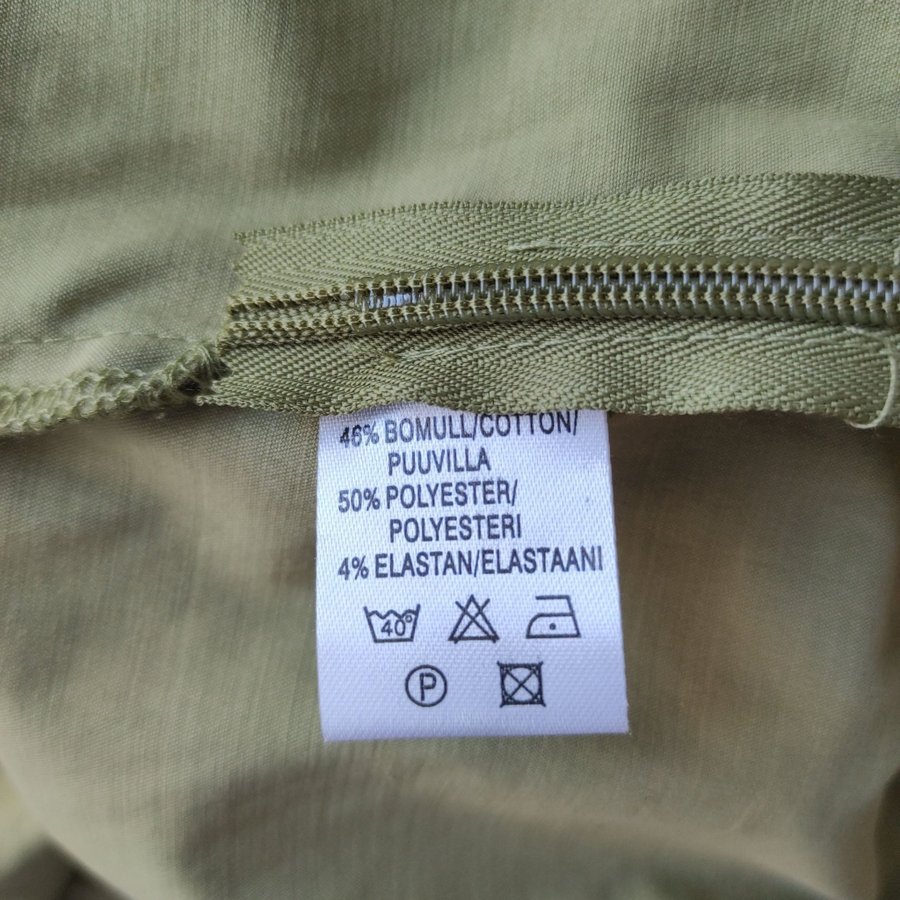 46% BOMULL/COTTON/
PUUVILLA
50% POLYESTER/
POLYESTERI
4% ELASTAN/ELASTAANI
40°
P